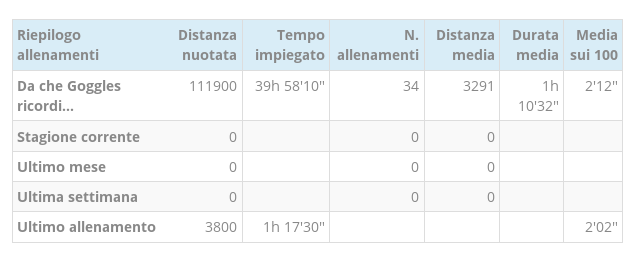 Riepilogo Distanza Tempo N. Distanza Durata Media
allenamenti nuotata impiegato allenamenti media media sui 100
Da che Goggles 111900 39h 58'10" 34 3291 1h 2'12"
ricordi... 10'32"
Stagione corrente 0 0 0
Ultimo mese 0 0 0
Ultima settimana 0 0 0
Ultimo allenamento 3800 1h 17'30" 2'02"